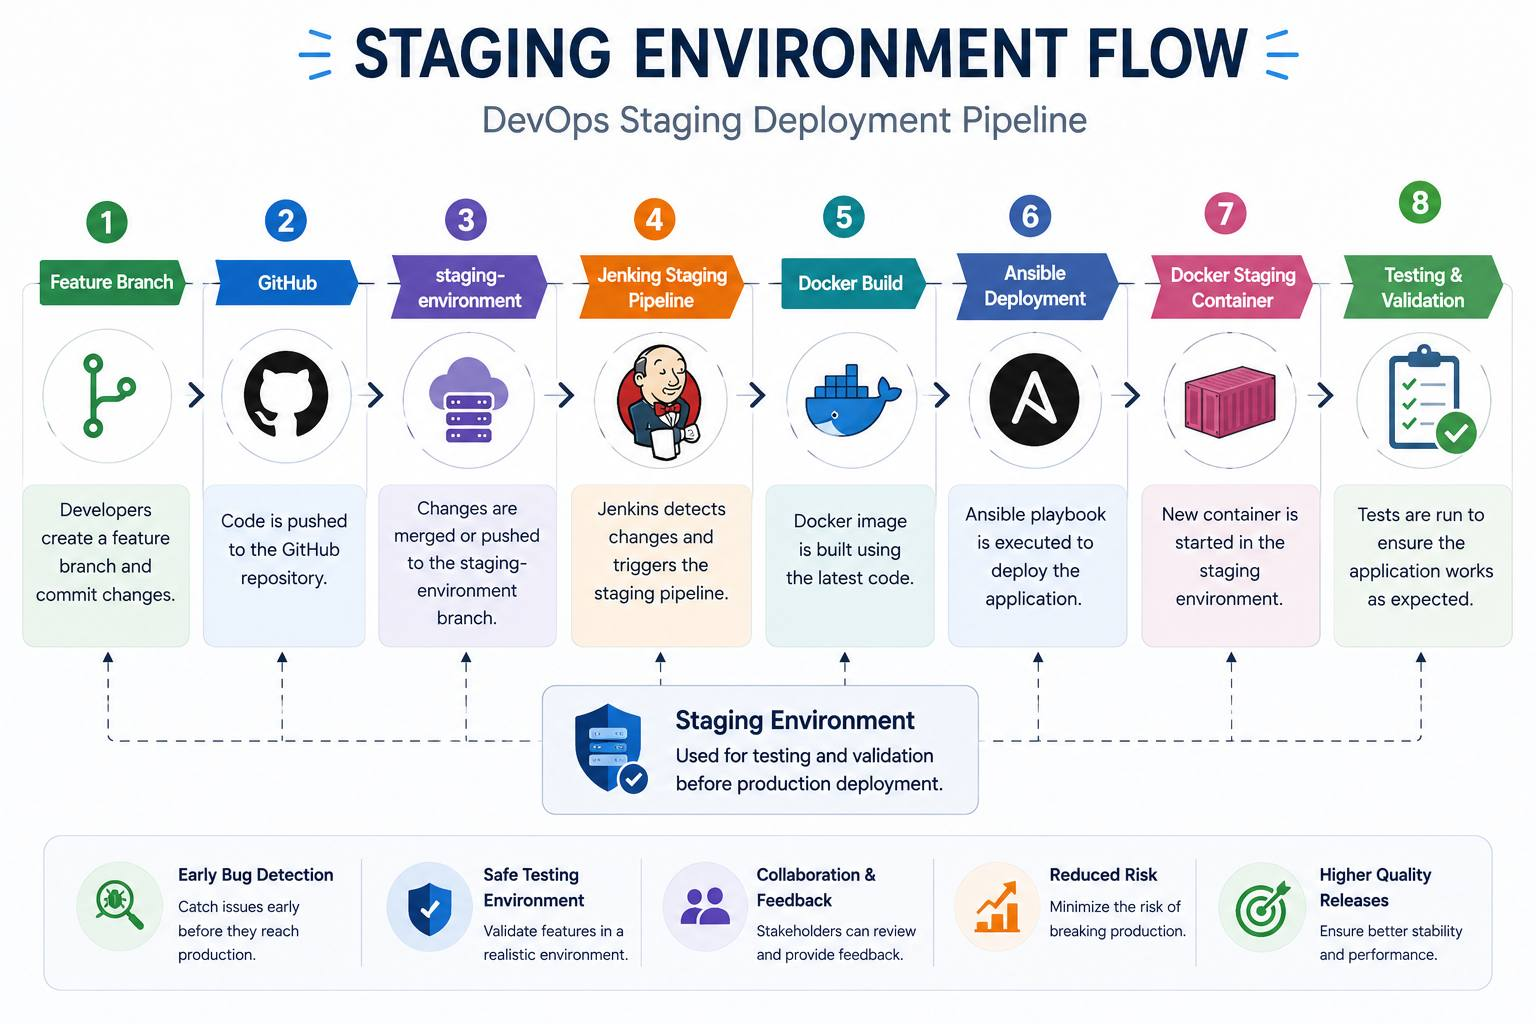 STAGING ENVIRONMENT FLOW
DevOps Staging Deployment Pipeline
1
Feature Branch
Developers
create a feature
branch and
commit changes.
2
GitHub
Code is pushed
to the GitHub
repository.
3
staging-
environment
Changes are
merged or pushed
to the staging-
environment
branch.
4
Jenking Staging
Pipeline
Jenkins detects
changes and
triggers the
staging pipeline.
5
Docker Build
Docker image
is built using
the latest code.
6
Ansible
Deployment
Ansible playbook
is executed to
deploy the
application.
7
Docker Staging
Container
New container is
started in the
staging
environment.
8
Testing &
Validation
Tests are run to
ensure the
application works
as expected.
Staging Environment
Used for testing and validation
before production deployment.
Early Bug Detection
Catch issues early
before they reach
production.
Safe Testing
Environment
Validate features in a
realistic environment.
Collaboration &
Feedback
Stakeholders can review
and provide feedback.
Reduced Risk
Minimize the risk of
breaking production.
Higher Quality
Releases
Ensure better stability
and performance.